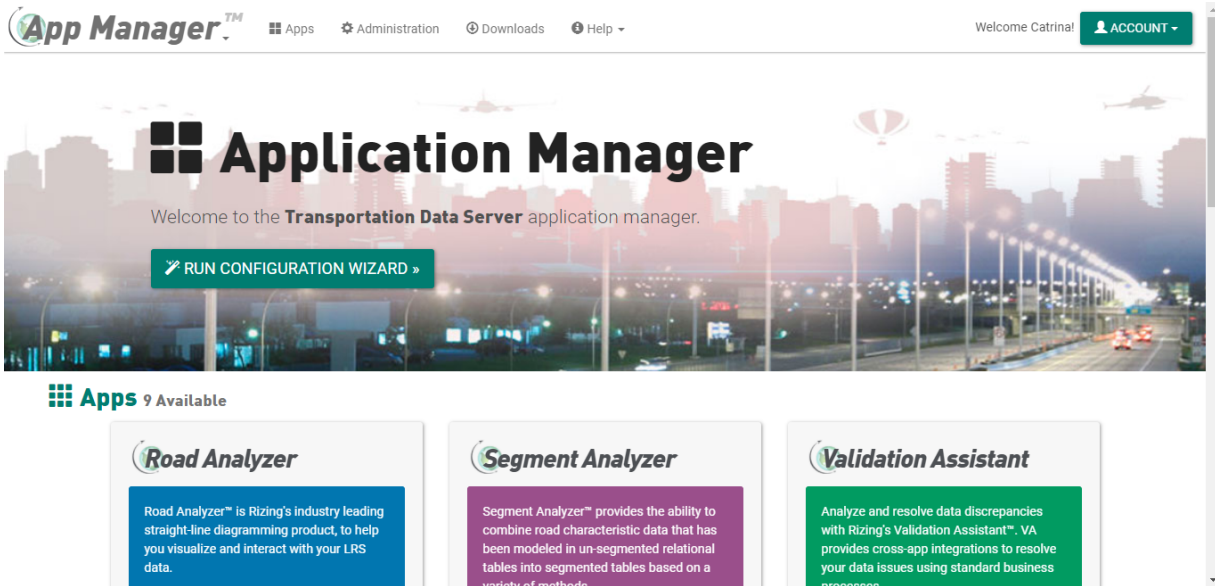 App Manager™
Apps
Administration
Downloads
Help
Welcome Catrina!
ACCOUNT
Application Manager
Welcome to the Transportation Data Server application manager.
RUN CONFIGURATION WIZARD »
Apps 9 Available
Road Analyzer
Road Analyzer™ is Rizing's industry leading
straight-line diagramming product, to help
you visualize and interact with your LRS
data.
Segment Analyzer
Segment Analyzer™ provides the ability to
combine road characteristic data that has
been modeled in un-segmented relational
tables into segmented tables based on a
variety of methods.
Validation Assistant
Analyze and resolve data discrepancies
with Rizing's Validation Assistant™. VA
provides cross-app integrations to resolve
your data issues using standard business
processes.